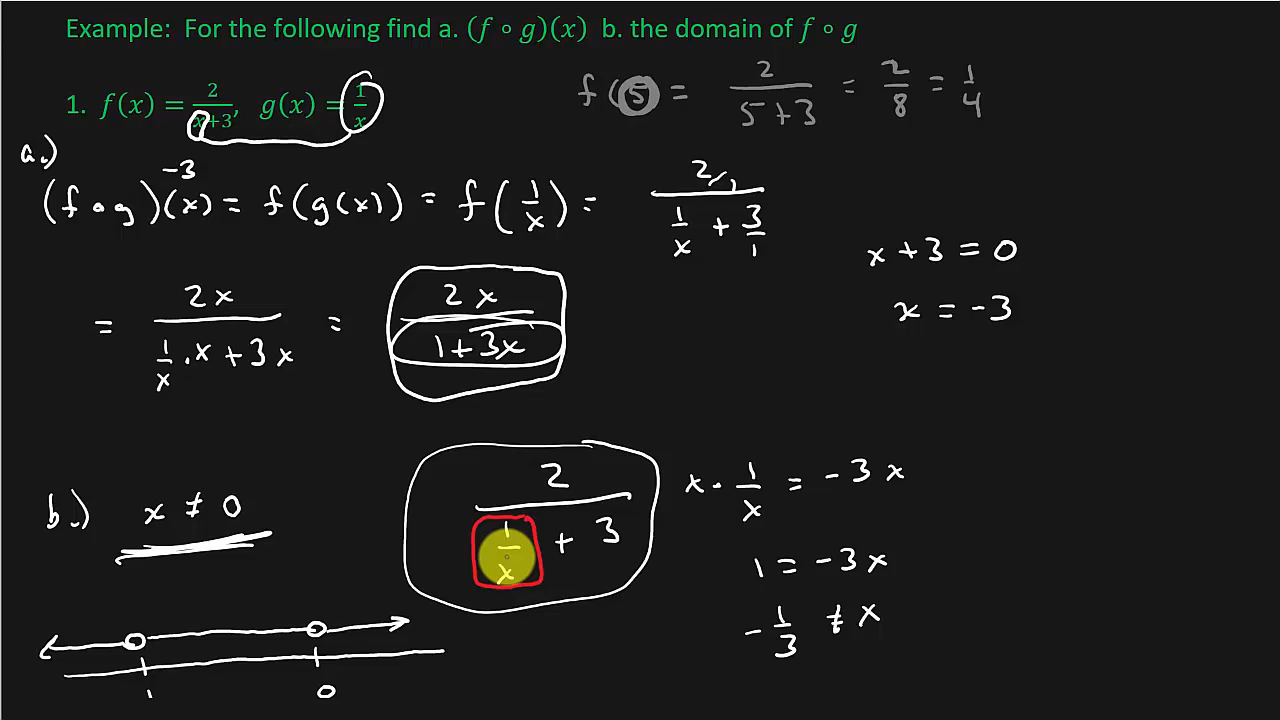 Example: For the following find a. (f ∘ g)(x) b. the domain of f ∘ g
1. f(x) = 2/(x+3), g(x) = 1/x
f(5) = 2/(5+3) = 2/8 = 1/4
a.)
-3
(f∘g)(x) = f(g(x)) = f(1/x) = (2/1)/(1/x + 3/1)
x + 3 = 0
x = -3
= 2x/(1/x · x + 3x) = 2x/(1+3x)
b.) x ≠ 0
2/(1/x + 3)
x · 1/x = -3x
1 = -3x
-1/3 ≠ x
0